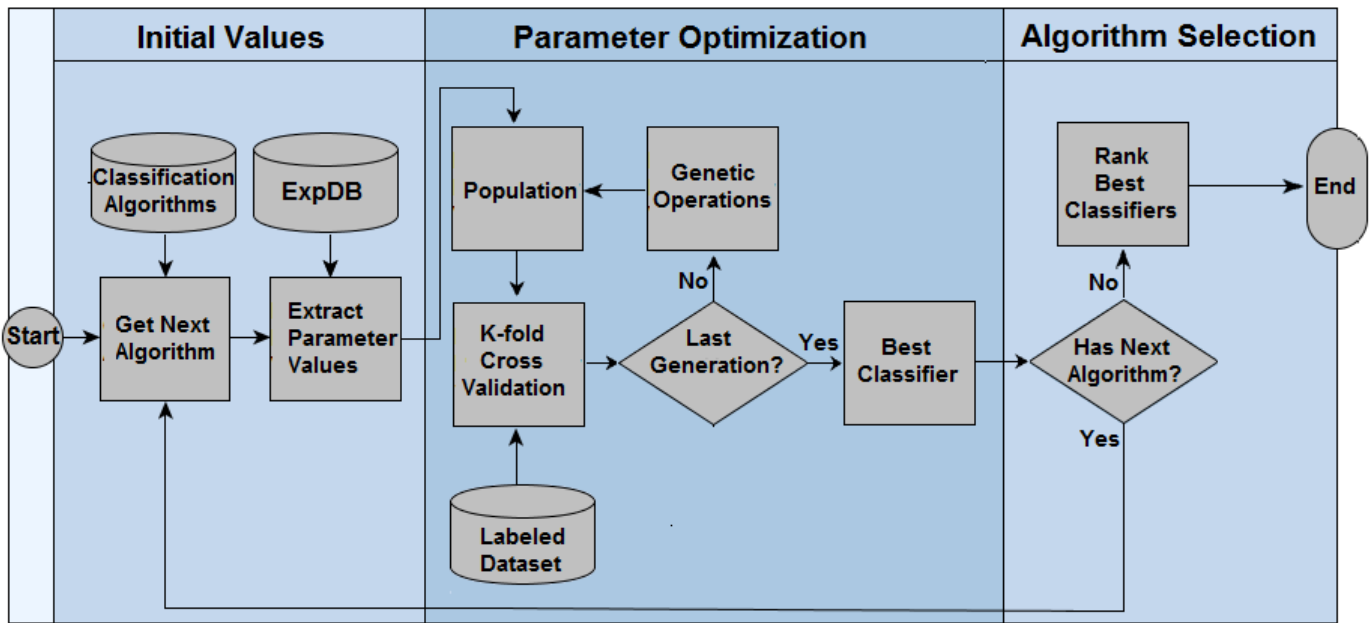 Initial Values
Parameter Optimization
Algorithm Selection
Classification
Algorithms
ExpDB
Population
Genetic
Operations
Rank
Best
Classifiers
End
Start
Get Next
Algorithm
Extract
Parameter
Values
K-fold
Cross
Validation
No
Last
Generation?
Yes
Best
Classifier
No
Has Next
Algorithm?
Yes
Labeled
Dataset